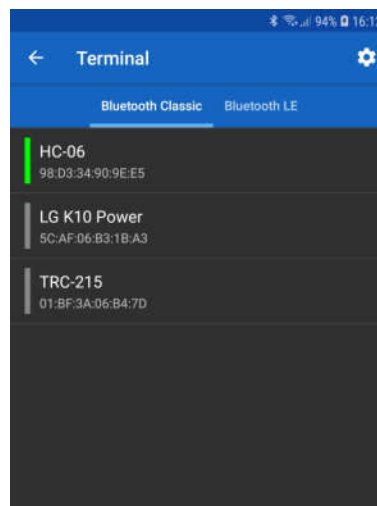 94% 16:12
Terminal
Bluetooth Classic Bluetooth LE
HC-06
98:D3:34:90:9E:E5
LG K10 Power
5C:AF:06:B3:1B:A3
TRC-215
01:BF:3A:06:B4:7D